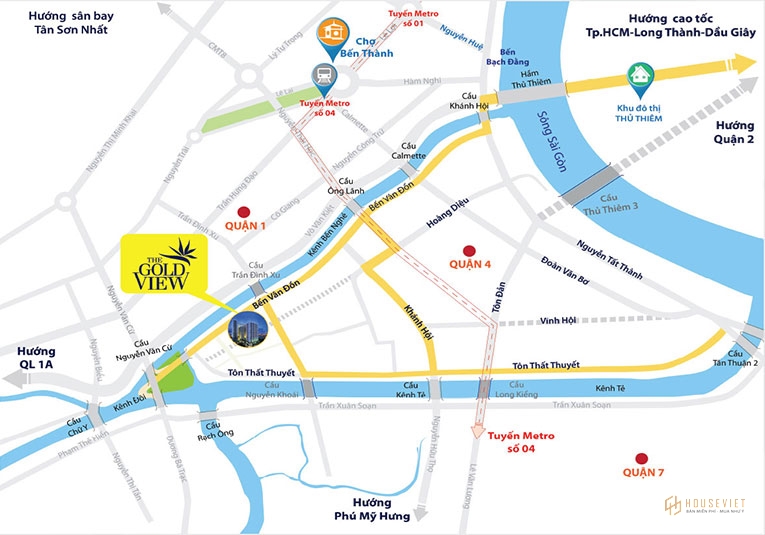 Hướng sân bay
Tân Sơn Nhất
CMT8
Lý Tự Trọng
Tuyến Metro
số 01
Nguyễn Huệ
Hướng cao tốc
Tp.HCM-Long Thành-Dầu Giây
Chợ
Bến Thành
Bến
Bạch Đằng
Hầm
Thủ Thiêm
Khu đô thị
THỦ THIÊM
Hướng
Quận 2
Lê Lai
Hàm Nghi
Tuyến Metro
số 04
Cầu
Khánh Hội
Nguyễn Thị Minh Khai
Nguyễn Trãi
Calmette
Nguyễn Công Trứ
Cầu
Calmette
Sông Sài Gòn
Trần Hưng Đạo
Cầu
Ông Lãnh
Bến Vân Đồn
Cô Giang
Võ Văn Kiệt
Trần Đình Xu
Kênh Bến Nghé
Hoàng Diệu
Cầu
Thủ Thiêm 3
QUẬN 1
QUẬN 4
Nguyễn Tất Thành
Đoàn Văn Bơ
Tôn Đản
THE
GOLD
VIEW
Cầu
Trần Đình Xu
Bến Vân Đồn
Nguyễn Văn Cừ
Khánh Hội
Vĩnh Hội
Nguyễn Biểu
Cầu
Nguyễn Văn Cừ
Hướng
QL 1A
Tôn Thất Thuyết
Tôn Thất Thuyết
Cầu
Tân Thuận 2
Cầu
Nguyễn Khoái
Cầu
Kênh Tẻ
Cầu
Long Kiểng
Kênh Tẻ
Kênh Đôi
Trần Xuân Soạn
Trần Xuân Soạn
Cầu
Chữ Y
Cầu
Rạch Ông
Phạm Thế Hiển
Dương Bá Trạc
Nguyễn Thị Tần
Nguyễn Hữu Thọ
Lê Văn Lương
Tuyến Metro
số 04
QUẬN 7
Hướng
Phú Mỹ Hưng
HOUSEVIET